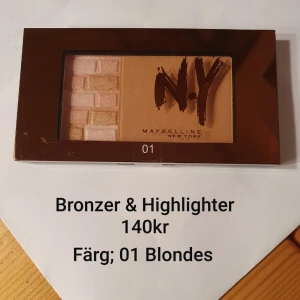 N.Y
MAYBELLINE
NEW YORK
01
Bronzer & Highlighter
140kr
Färg; 01 Blondes